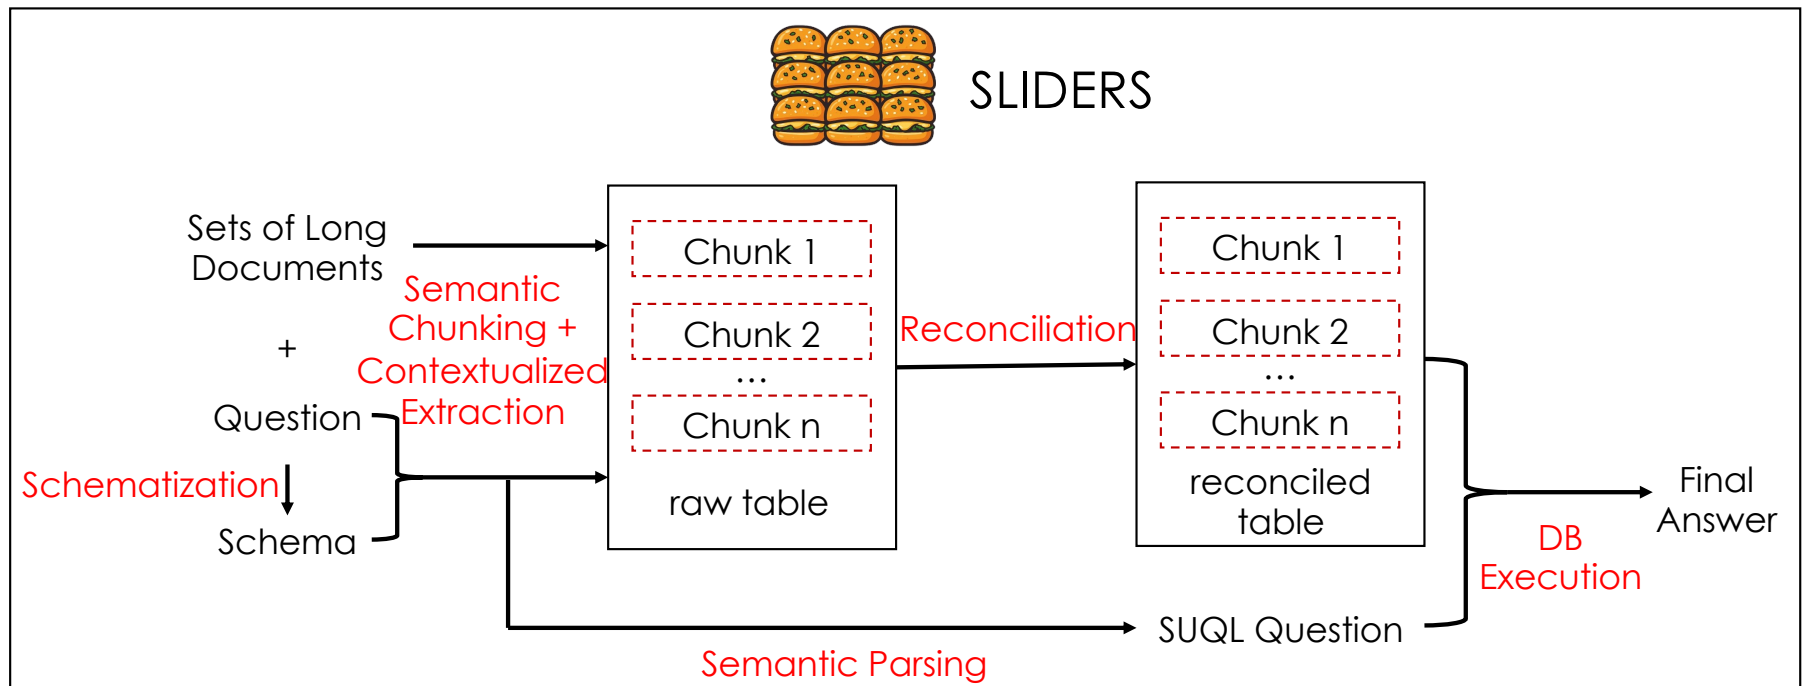 SLIDERS
Sets of Long
Documents
+
Question
Schematization
Schema
Semantic
Chunking +
Contextualized
Extraction
Chunk 1
Chunk 2
...
Chunk n
raw table
Reconciliation
Chunk 1
Chunk 2
...
Chunk n
reconciled
table
Semantic Parsing
SUQL Question
DB
Execution
Final
Answer